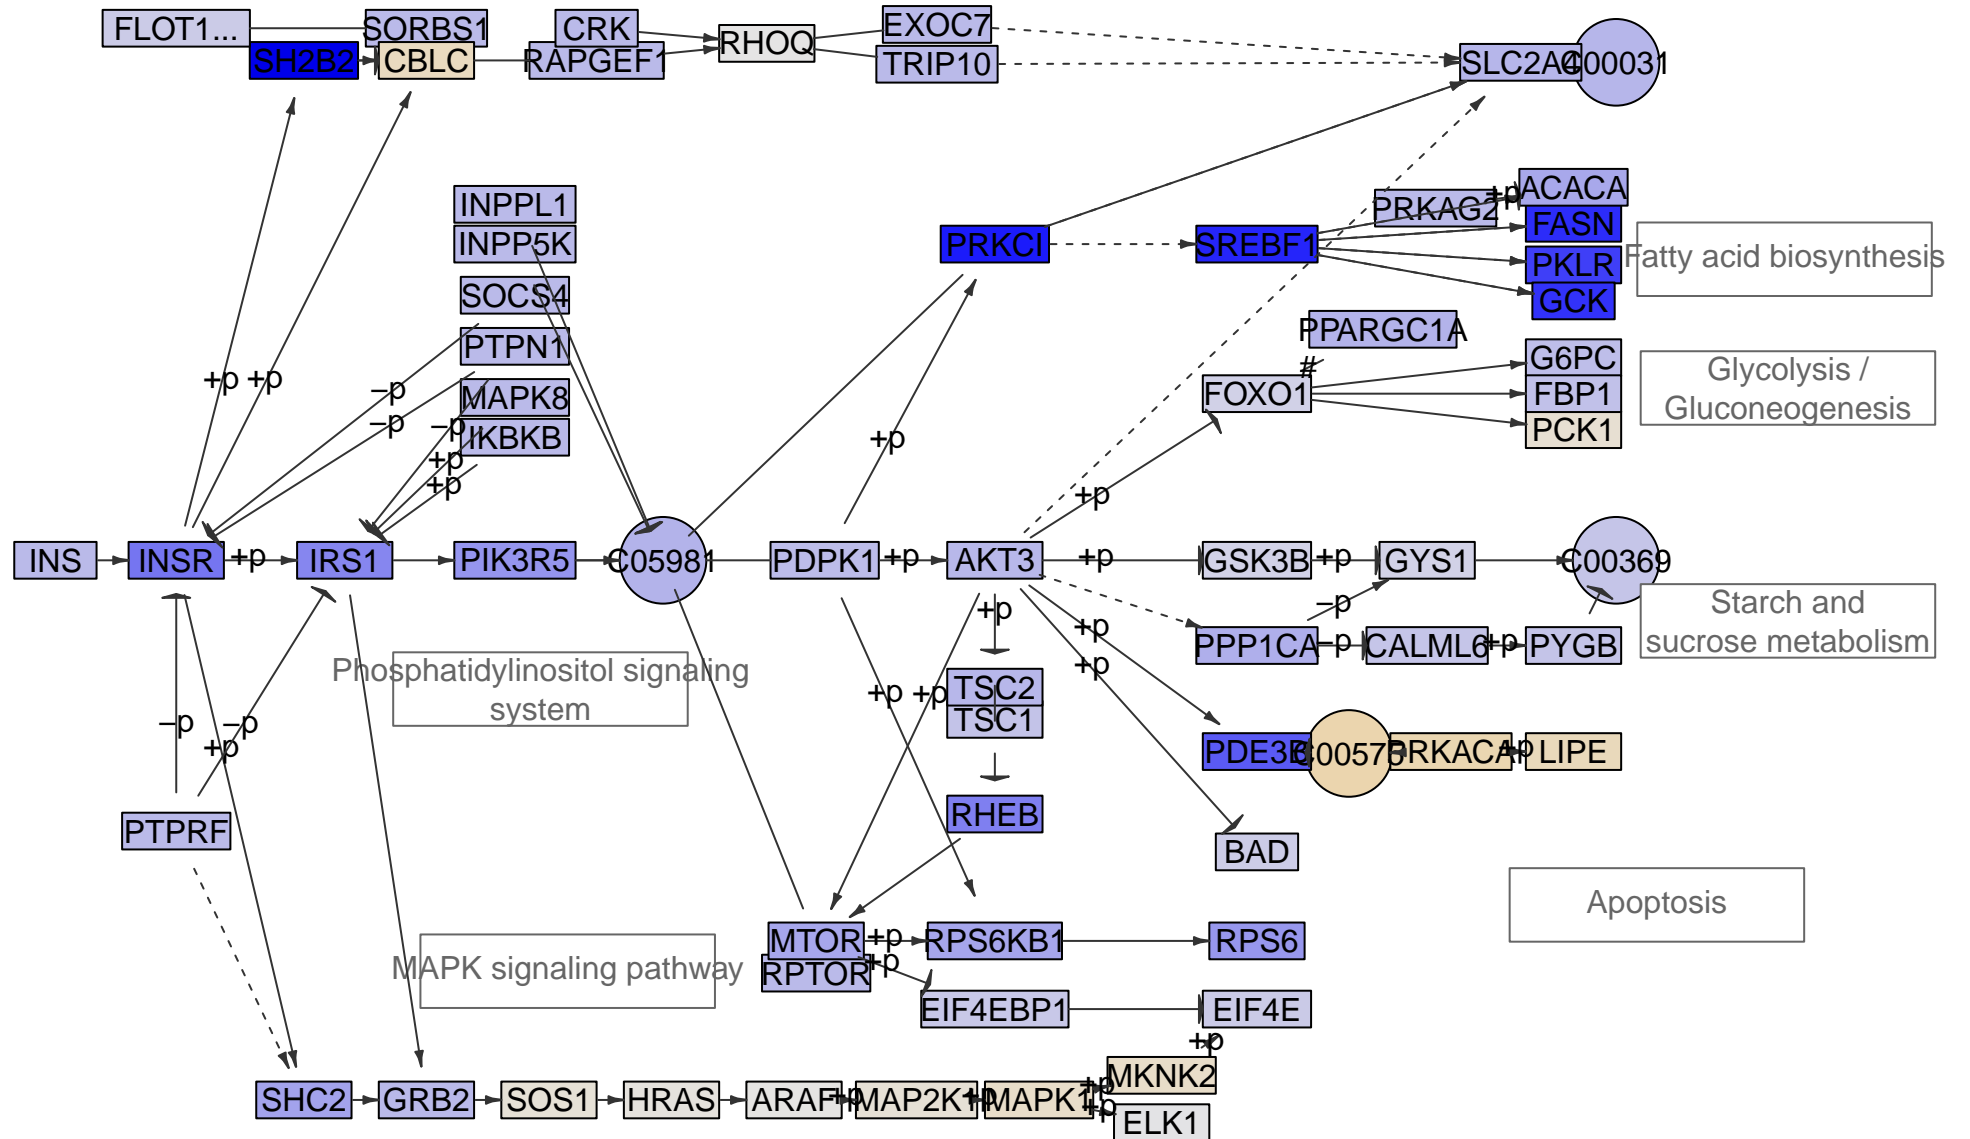 FLOT1...
SORBS1
CRK
EXOC7
SH2B2
CBLC
RAPGEF1
RHOQ
TRIP10
SLC2A4
C00031
INPPL1
INPP5K
SOCS4
PTPN1
MAPK8
IKBKB
PRKCI
SREBF1
PRKAG2
+p
ACACA
FASN
PKLR
GCK
Fatty acid biosynthesis
PPARGC1A
#
FOXO1
G6PC
FBP1
PCK1
Glycolysis /
Gluconeogenesis
+p
+p
−p
−p
−p
+p
+p
+p
+p
INS
INSR
+p
IRS1
PIK3R5
C05981
PDPK1
+p
AKT3
+p
GSK3B
+p
GYS1
C00369
+p
−p
+p
PPP1CA
−p
CALML6
+p
PYGB
Starch and
sucrose metabolism
+p
Phosphatidylinositol signaling
system
−p
−p
+p
+p
+p
TSC2
TSC1
PDE3B
C00575
PRKACA
+p
LIPE
PTPRF
RHEB
BAD
Apoptosis
MAPK signaling pathway
MTOR
RPTOR
+p
+p
RPS6KB1
RPS6
EIF4EBP1
EIF4E
+p
SHC2
GRB2
SOS1
HRAS
ARAF
+p
MAP2K1
+p
MAPK1
+p
+p
MKNK2
ELK1